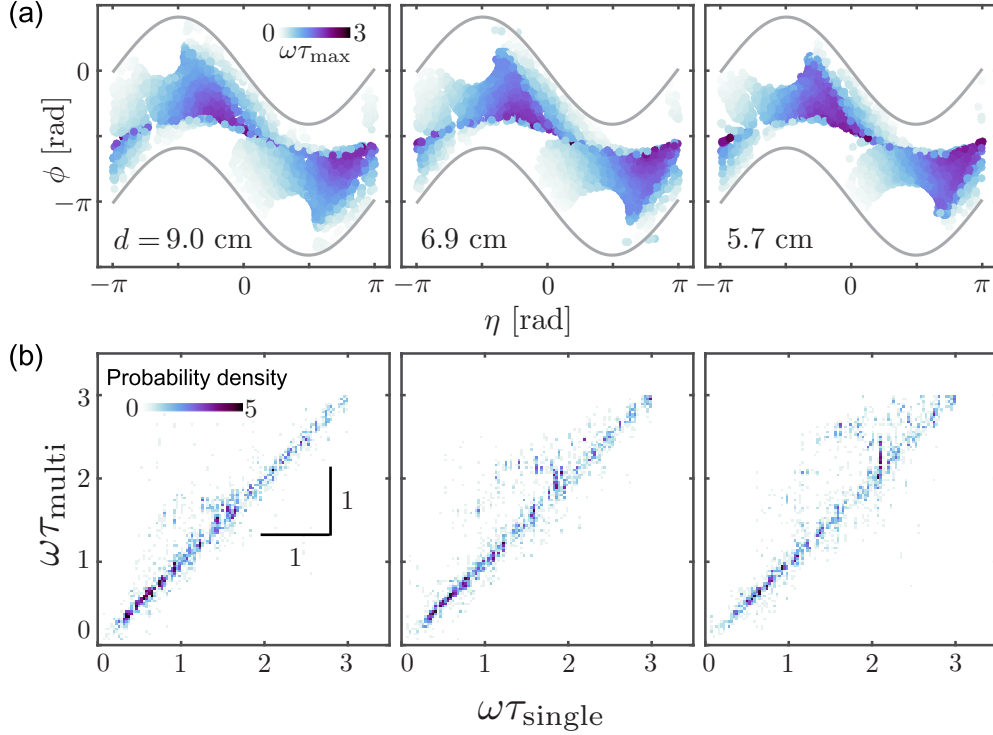 (a)
0 3
ωτmax
0
−π
ϕ [rad]
d = 9.0 cm
6.9 cm
5.7 cm
−π 0 π −π 0 π −π 0 π
η [rad]
(b)
Probability density
0 5
3
2
1
0
ωτmulti
1
1
0 1 2 3 0 1 2 3 0 1 2 3
ωτsingle